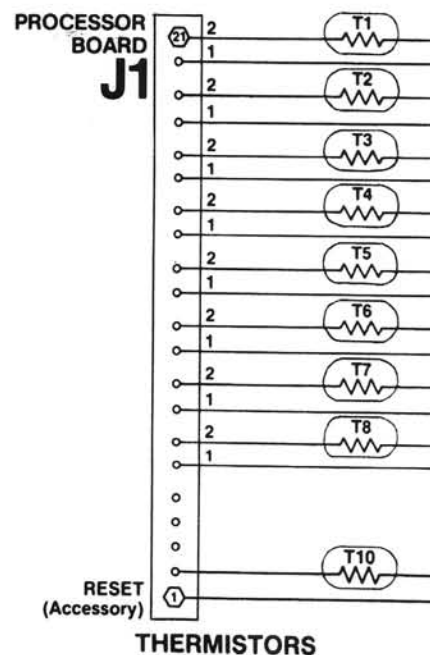 PROCESSOR
BOARD
J1
21
2
T1
1
2
T2
1
2
T3
1
2
T4
1
2
T5
1
2
T6
1
2
T7
1
2
T8
1
T10
RESET
(Accessory)
1
THERMISTORS